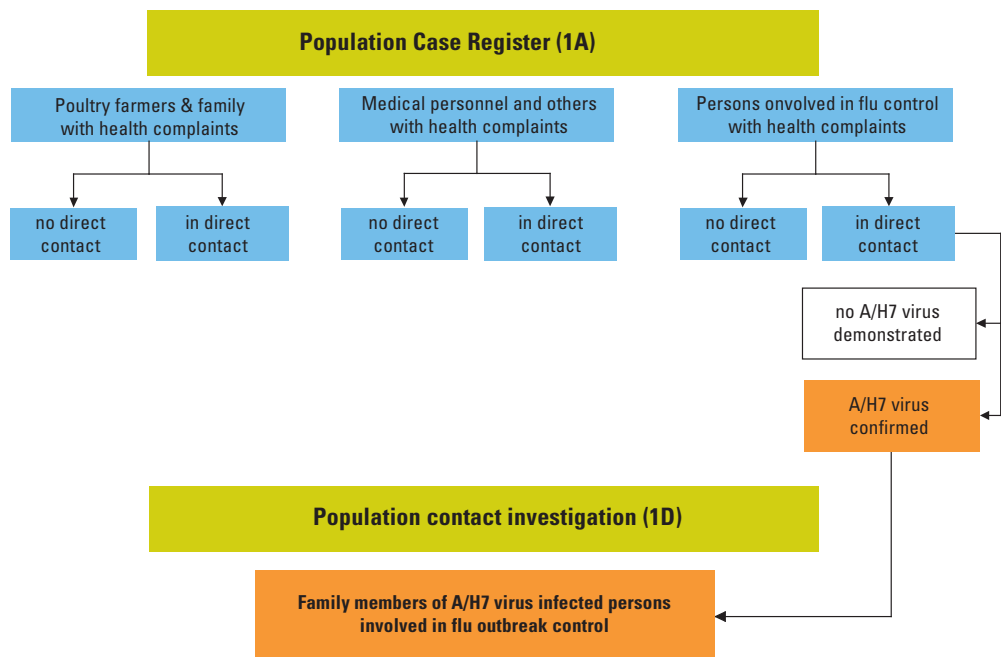 Population Case Register (1A)
Poultry farmers & family
with health complaints
Medical personnel and others
with health complaints
Persons onvolved in flu control
with health complaints
no direct
contact
in direct
contact
no direct
contact
in direct
contact
no direct
contact
in direct
contact
no A/H7 virus
demonstrated
A/H7 virus
confirmed
Population contact investigation (1D)
Family members of A/H7 virus infected persons
involved in flu outbreak control